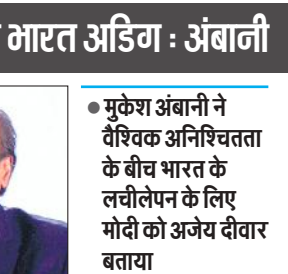 भारत अडिग : अंबानी
● मुकेश अंबानी ने
वैश्विक अनिश्चितता
के बीच भारत के
लचीलेपन के लिए
मोदी को अजेय दीवार
बताया